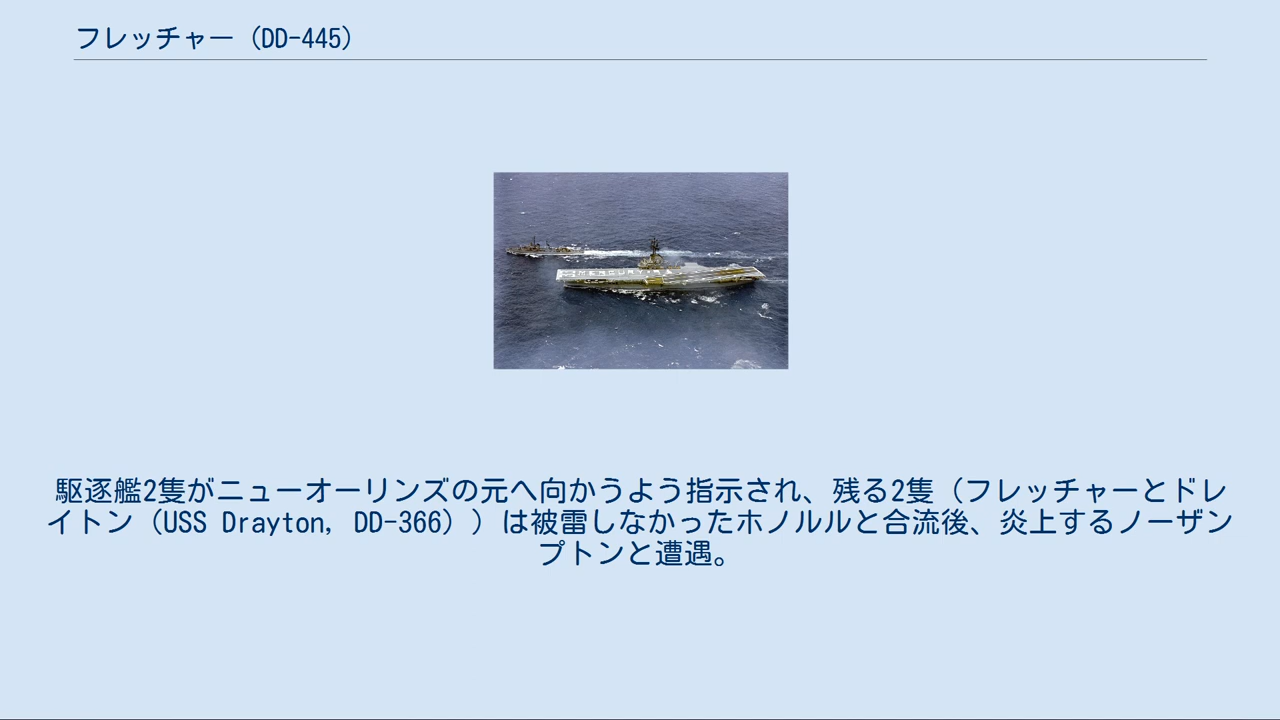 フレッチャー（DD-445）
駆逐艦2隻がニューオーリンズの元へ向かうよう指示され、残る2隻（フレッチャーとドレ
イトン（USS Drayton, DD-366））は被雷しなかったホノルルと合流後、炎上するノーザン
プトンと遭遇。